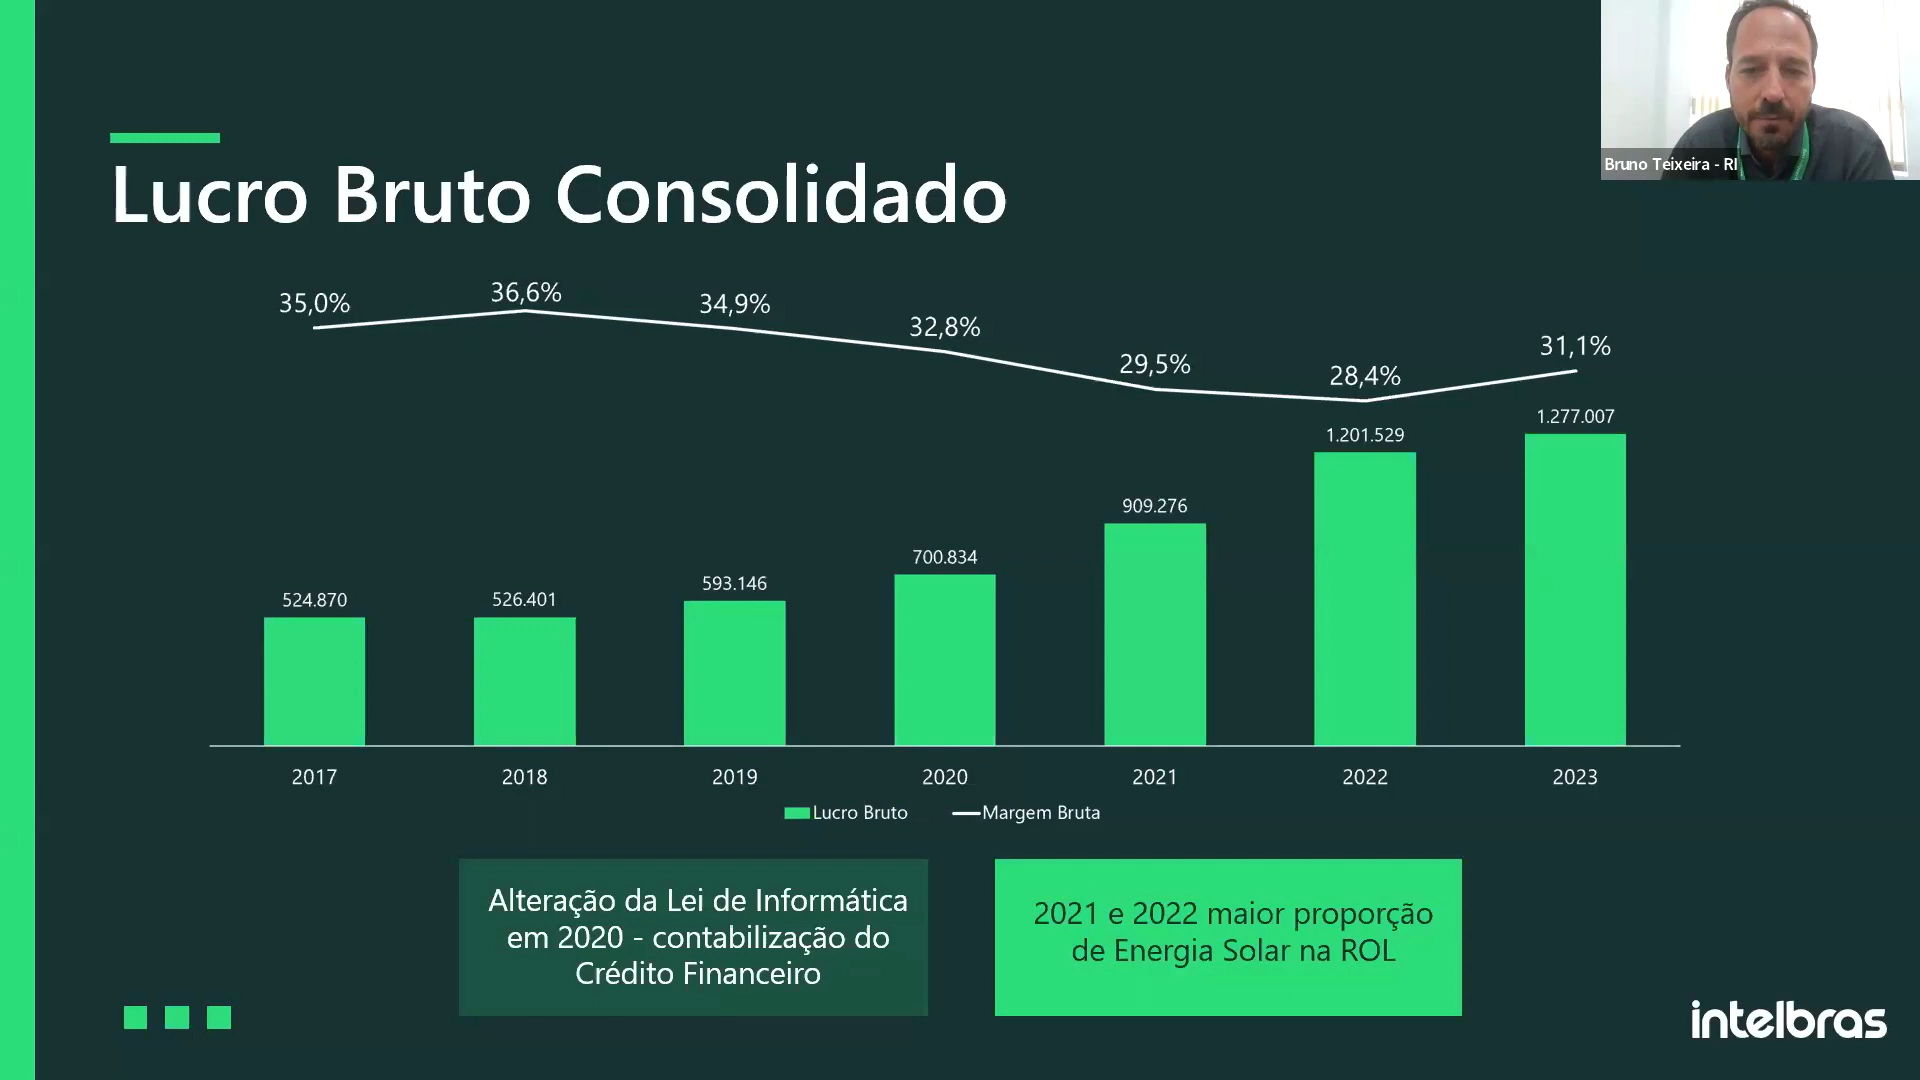 Bruno Teixeira - RI
Lucro Bruto Consolidado
35,0%
36,6%
34,9%
32,8%
29,5%
28,4%
31,1%
524.870
526.401
593.146
700.834
909.276
1.201.529
1.277.007
2017
2018
2019
2020
2021
2022
2023
Lucro Bruto
Margem Bruta
Alteração da Lei de Informática
em 2020 - contabilização do
Crédito Financeiro
2021 e 2022 maior proporção
de Energia Solar na ROL
intelbras